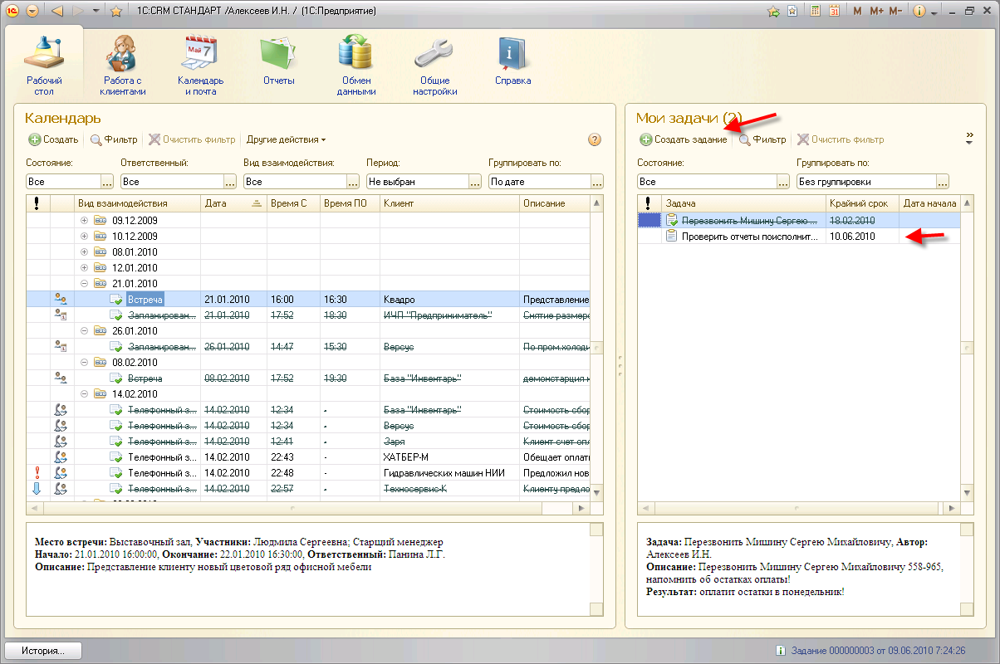 1С:CRM СТАНДАРТ /Алексеев И.Н. / (1С:Предприятие)
M M+ M-
Рабочий стол
Работа с клиентами
Май 7
Календарь и почта
Отчеты
Обмен данными
Общие настройки
Справка
Календарь
Создать Фильтр Очистить фильтр Другие действия
Состояние: Ответственный: Вид взаимодействия: Период: Группировать по:
Все ... Все ... Все ... Не выбран ... По дате ...
Вид взаимодействия Дата Время С Время ПО Клиент Описание
09.12.2009
10.12.2009
08.01.2010
12.01.2010
21.01.2010
Встреча 21.01.2010 16:00 16:30 Квадро Представление
Запланирован... 21.01.2010 17:52 18:30 ИЧП "Предприниматель" Снятие размеро
26.01.2010
Запланирован... 26.01.2010 14:47 15:30 Версус По пром.холоди
08.02.2010
Встреча 08.02.2010 17:52 19:30 База "Инвентарь" демонстарция к
14.02.2010
Телефонный з... 14.02.2010 12:34 - База "Инвентарь" Стоимость сбор
Телефонный з... 14.02.2010 12:34 - Версус Стоимость сбор
Телефонный з... 14.02.2010 12:41 - Заря Клиент счет опл
Телефонный з... 14.02.2010 22:43 - ХАТБЕР-М Обещает оплати
Телефонный з... 14.02.2010 22:48 - Гидравлических машин НИИ Предложил нов
Телефонный з... 14.02.2010 22:57 - Техносервис-К Клиенту предло
Место встречи: Выставочный зал, Участники: Людмила Сергеевна; Старший менеджер
Начало: 21.01.2010 16:00:00, Окончание: 22.01.2010 16:30:00, Ответственный: Панина Л.Г.
Описание: Представление клиенту новый цветовой ряд офисной мебели
Мои задачи (2)
Создать задание Фильтр Очистить фильтр
Состояние: Группировать по:
Все ... Без группировки ...
Задача Крайний срок Дата начала
Перезвонить Мишину Сергею ... 18.02.2010
Проверить отчеты поисполнит... 10.06.2010
Задача: Перезвонить Мишину Сергею Михайловичу, Автор:
Алексеев И.Н.
Описание: Перезвонить Мишину Сергею Михайловичу 558-965,
напомнить об остатках оплаты!
Результат: оплатит остатки в понедельник!
История...
Задание 000000003 от 09.06.2010 7:24:26